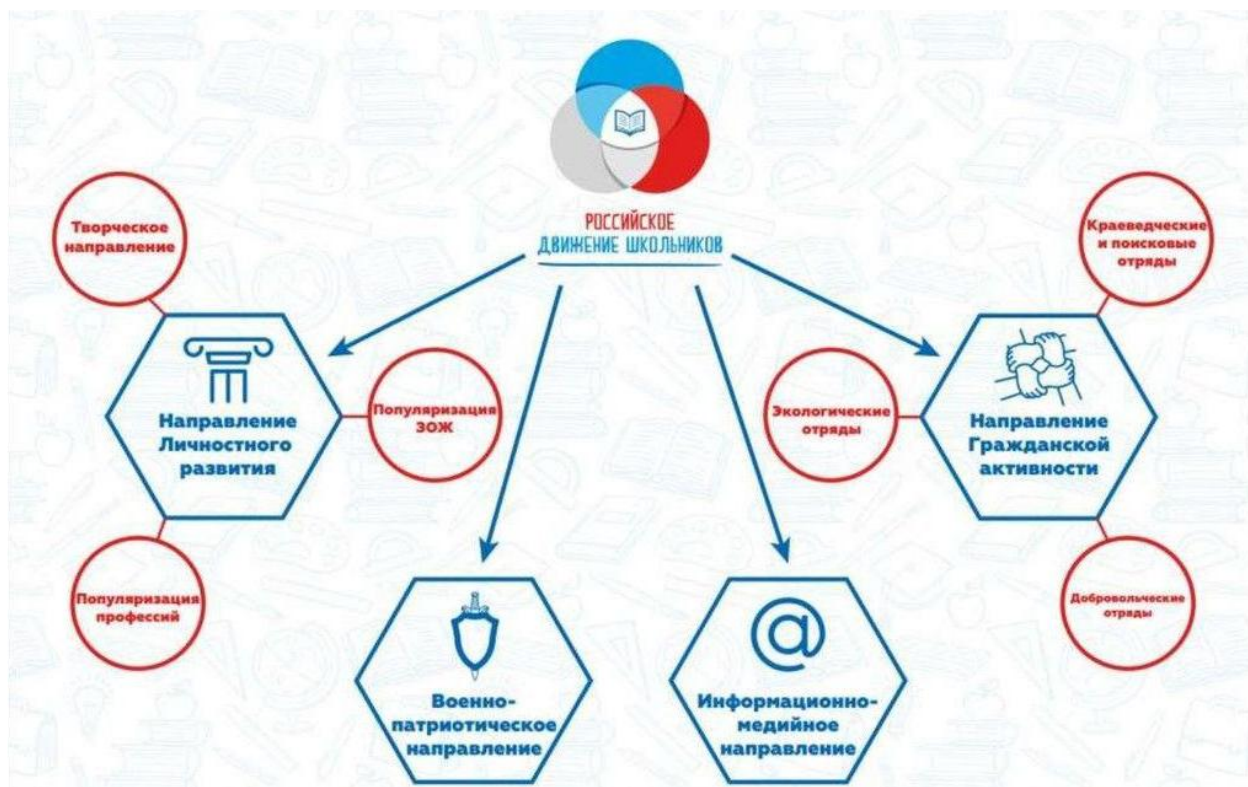 РОССИЙСКОЕ
ДВИЖЕНИЕ ШКОЛЬНИКОВ
Творческое
направление
Направление
Личностного
развития
Популяризация
ЗОЖ
Популяризация
профессий
Военно-
патриотическое
направление
@
Информационно-
медийное
направление
Краеведческие
и поисковые
отряды
Экологические
отряды
Направление
Гражданской
активности
Добровольческие
отряды